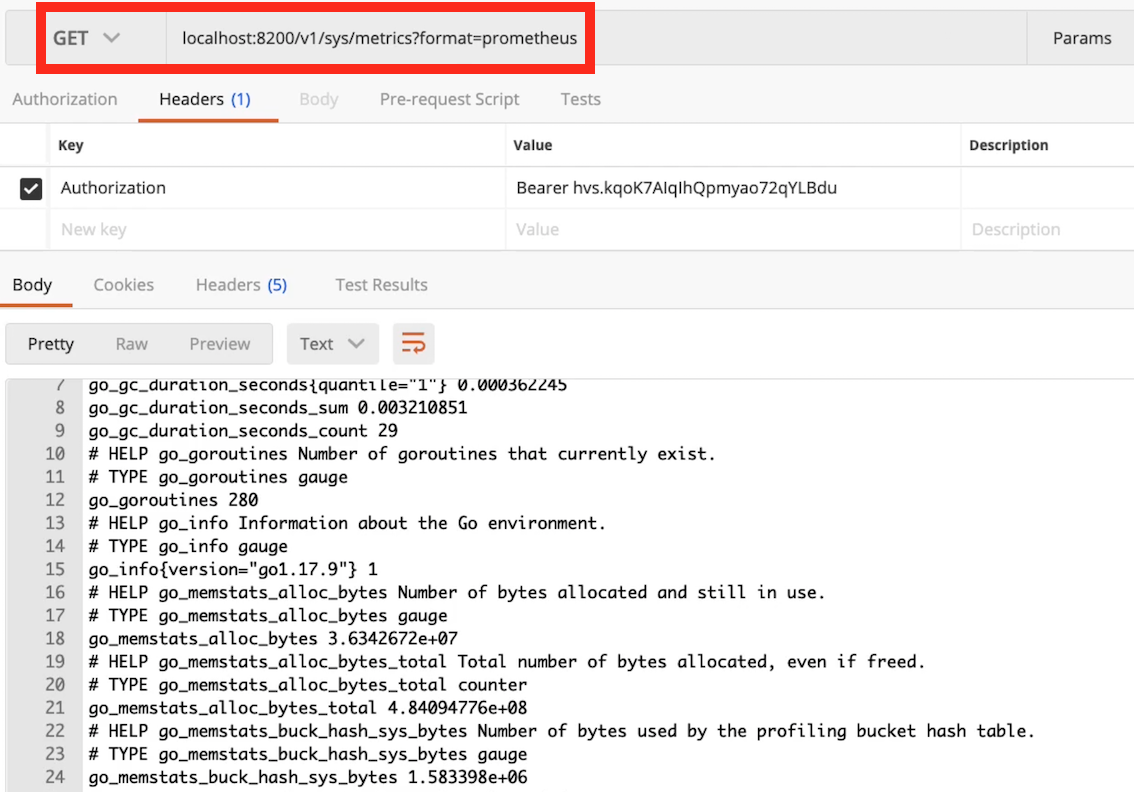 GET localhost:8200/v1/sys/metrics?format=prometheus Params
Authorization Headers (1) Body Pre-request Script Tests
Key Value Description
Authorization Bearer hvs.kqoK7AIqIhQpmyao72qYLBdu
New key Value Description
Body Cookies Headers (5) Test Results
Pretty Raw Preview Text
7 go_gc_duration_seconds{quantile="1"} 0.000362245
8 go_gc_duration_seconds_sum 0.003210851
9 go_gc_duration_seconds_count 29
10 # HELP go_goroutines Number of goroutines that currently exist.
11 # TYPE go_goroutines gauge
12 go_goroutines 280
13 # HELP go_info Information about the Go environment.
14 # TYPE go_info gauge
15 go_info{version="go1.17.9"} 1
16 # HELP go_memstats_alloc_bytes Number of bytes allocated and still in use.
17 # TYPE go_memstats_alloc_bytes gauge
18 go_memstats_alloc_bytes 3.6342672e+07
19 # HELP go_memstats_alloc_bytes_total Total number of bytes allocated, even if freed.
20 # TYPE go_memstats_alloc_bytes_total counter
21 go_memstats_alloc_bytes_total 4.84094776e+08
22 # HELP go_memstats_buck_hash_sys_bytes Number of bytes used by the profiling bucket hash table.
23 # TYPE go_memstats_buck_hash_sys_bytes gauge
24 go_memstats_buck_hash_sys_bytes 1.583398e+06